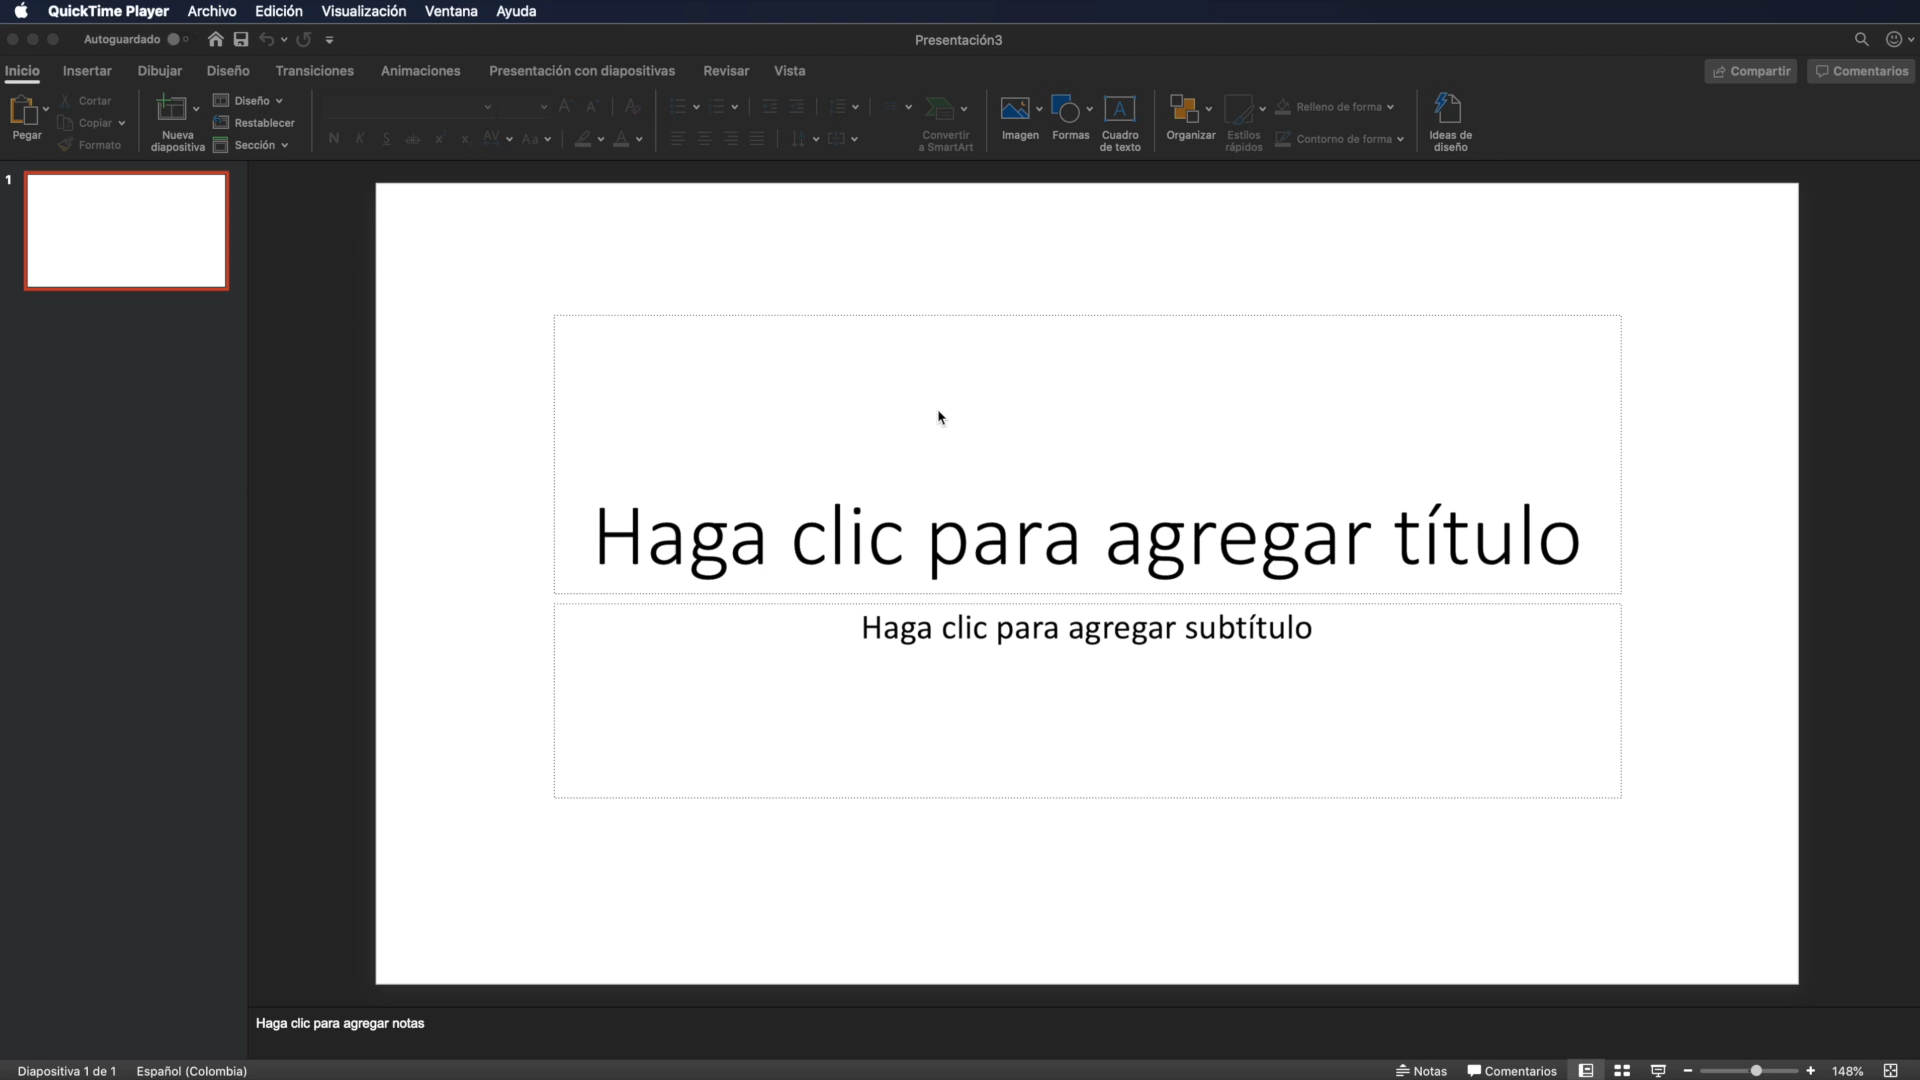 QuickTime Player Archivo Edición Visualización Ventana Ayuda
Autoguardado
Presentación3
Inicio Insertar Dibujar Diseño Transiciones Animaciones Presentación con diapositivas Revisar Vista
Compartir Comentarios
Pegar
Cortar
Copiar
Formato
Nueva
diapositiva
Diseño
Restablecer
Sección
Convertir
a SmartArt
Imagen
Formas
Cuadro
de texto
Organizar
Estilos
rápidos
Relleno de forma
Contorno de forma
Ideas de
diseño
1
Haga clic para agregar título
Haga clic para agregar subtítulo
Haga clic para agregar notas
Diapositiva 1 de 1 Español (Colombia)
Notas Comentarios 148%